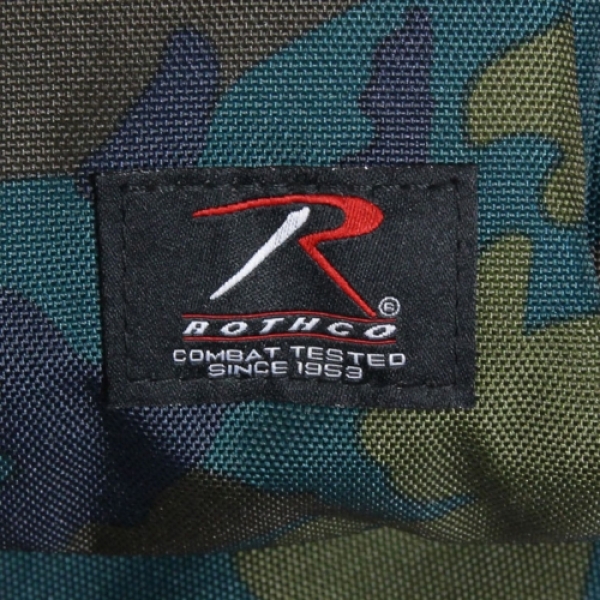 R
®
ROTHCO
COMBAT TESTED
SINCE 1953